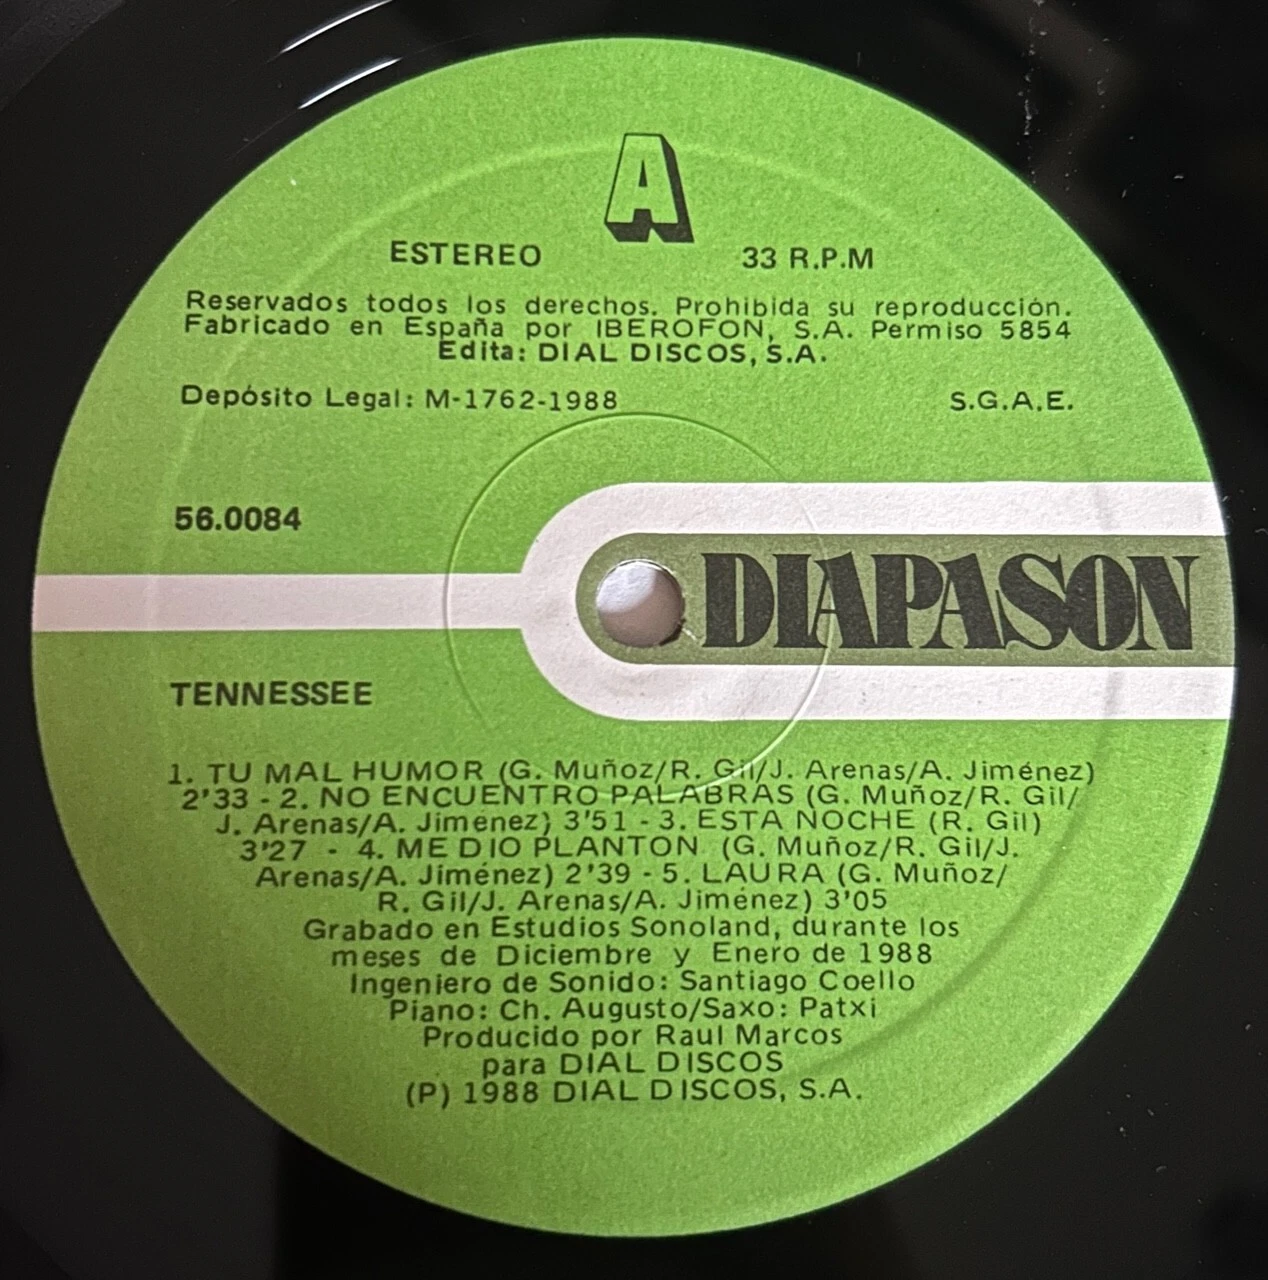 A
ESTEREO 33 R.P.M
Reservados todos los derechos. Prohibida su reproducción.
Fabricado en España por IBEROFON, S.A. Permiso 5854
Edita: DIAL DISCOS, S.A.
Depósito Legal: M-1762-1988 S.G.A.E.
56.0084
DIAPASON
TENNESSEE
1. TU MAL HUMOR (G. Muñoz/R. Gil/J. Arenas/A. Jiménez)
2'33 - 2. NO ENCUENTRO PALABRAS (G. Muñoz/R. Gil/
J. Arenas/A. Jiménez) 3'51 - 3. ESTA NOCHE (R. Gil)
3'27 - 4. ME DIO PLANTON (G. Muñoz/R. Gil/J.
Arenas/A. Jiménez) 2'39 - 5. LAURA (G. Muñoz/
R. Gil/J. Arenas/A. Jiménez) 3'05
Grabado en Estudios Sonoland, durante los
meses de Diciembre y Enero de 1988
Ingeniero de Sonido: Santiago Coello
Piano: Ch. Augusto/Saxo: Patxi
Producido por Raul Marcos
para DIAL DISCOS
(P) 1988 DIAL DISCOS, S.A.